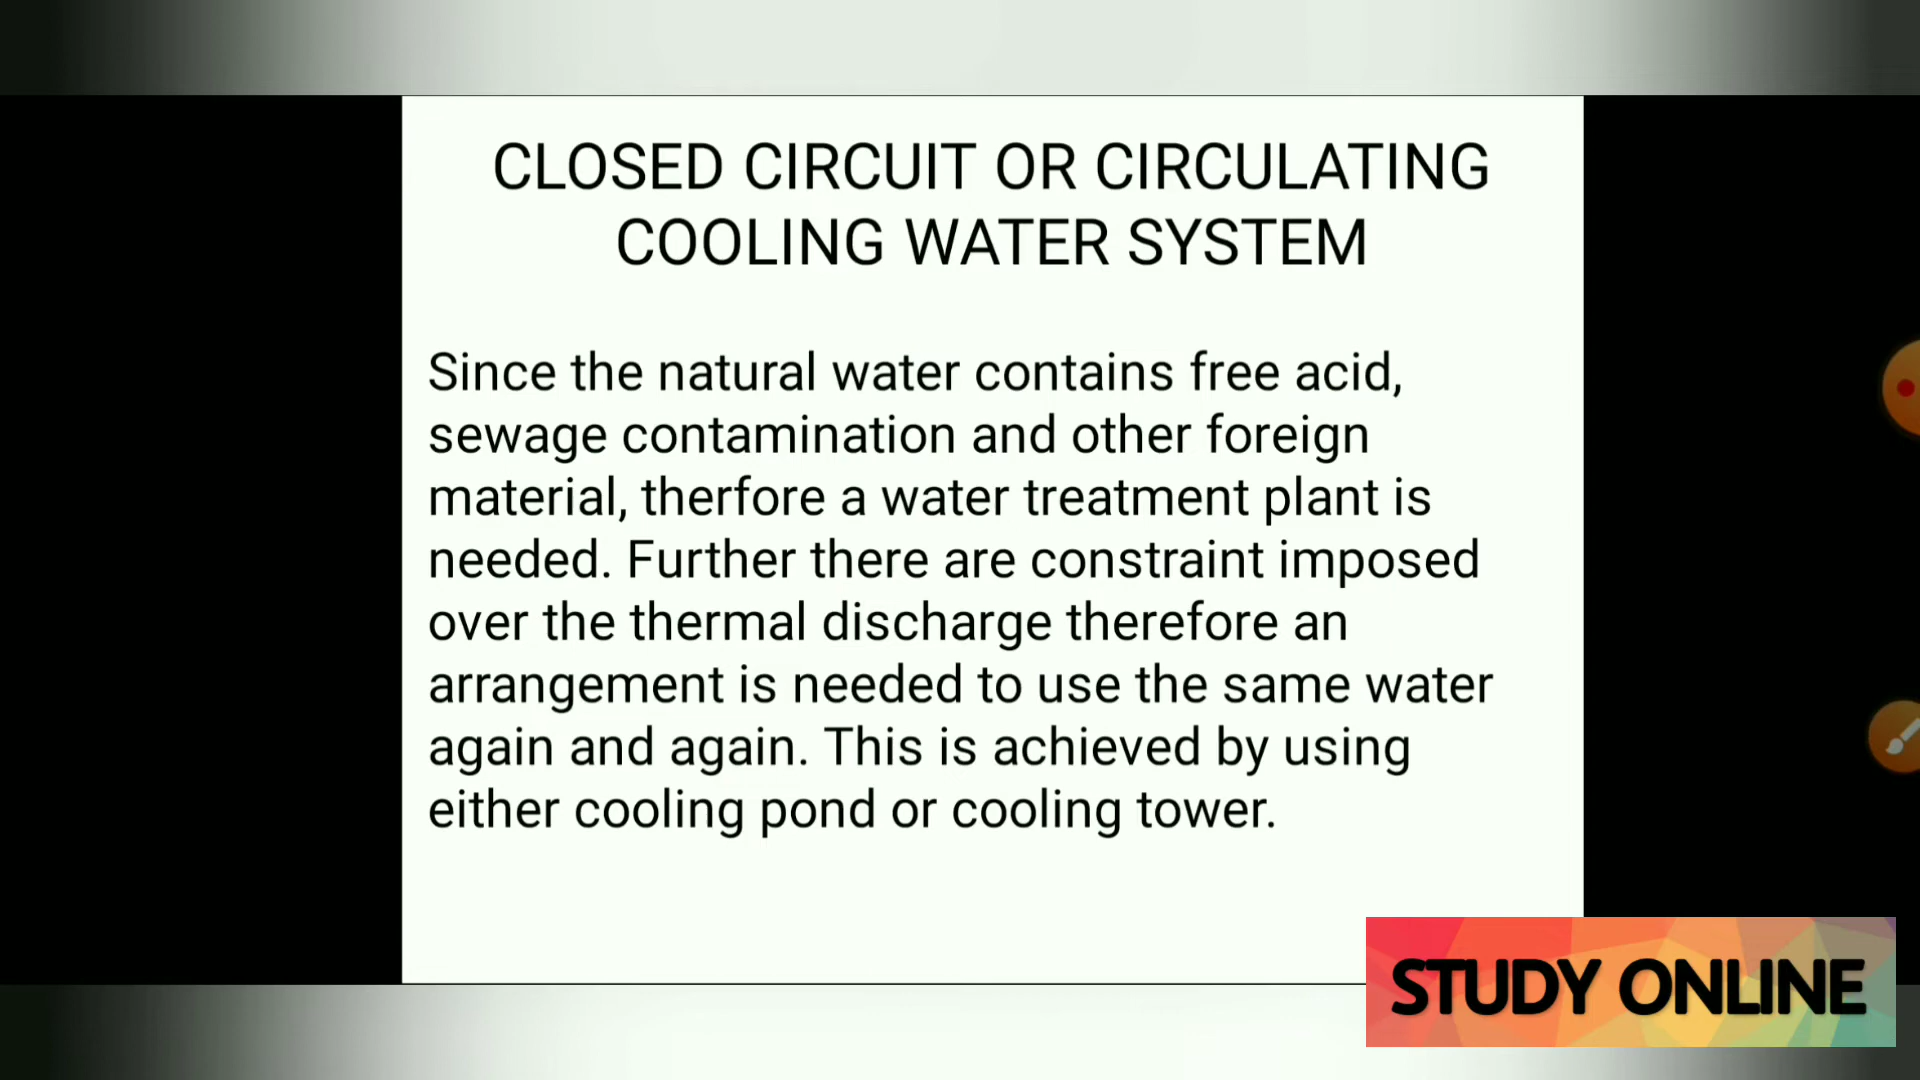 CLOSED CIRCUIT OR CIRCULATING
COOLING WATER SYSTEM
Since the natural water contains free acid,
sewage contamination and other foreign
material, therfore a water treatment plant is
needed. Further there are constraint imposed
over the thermal discharge therefore an
arrangement is needed to use the same water
again and again. This is achieved by using
either cooling pond or cooling tower.
STUDY ONLINE